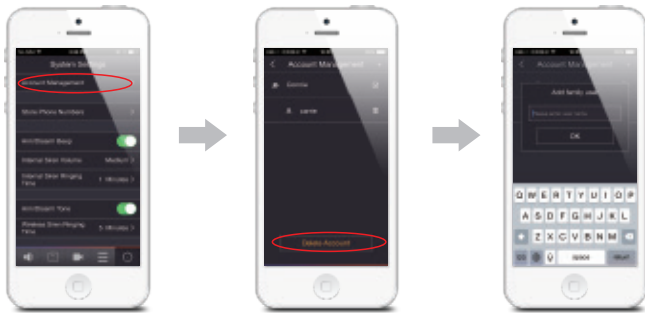 System Settings
Account Management
Store Phone Numbers
Arm/Disarm Beep
Internal Siren Volume Medium >
Internal Siren Ringing Time 1 Minutes >
Arm/Disarm Tone
Wireless Siren Ringing Time 5 Minutes >
< Account Management
Delete Account
< Account Management
Add family user
OK
Q W E R T Y U I O P
A S D F G H J K L
Z X C V B N M
space